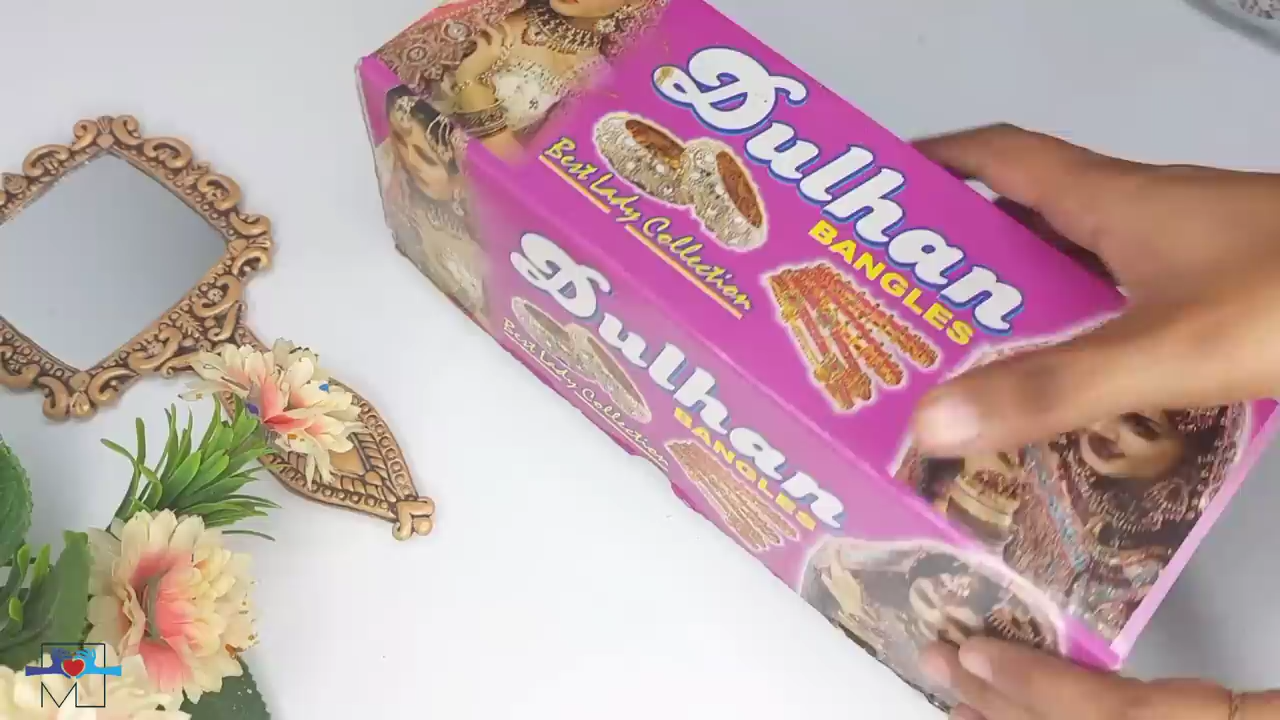 Dulhan
BANGLES
Best Lady Collection
Dulhan
BANGLES
Best Lady Collection
M